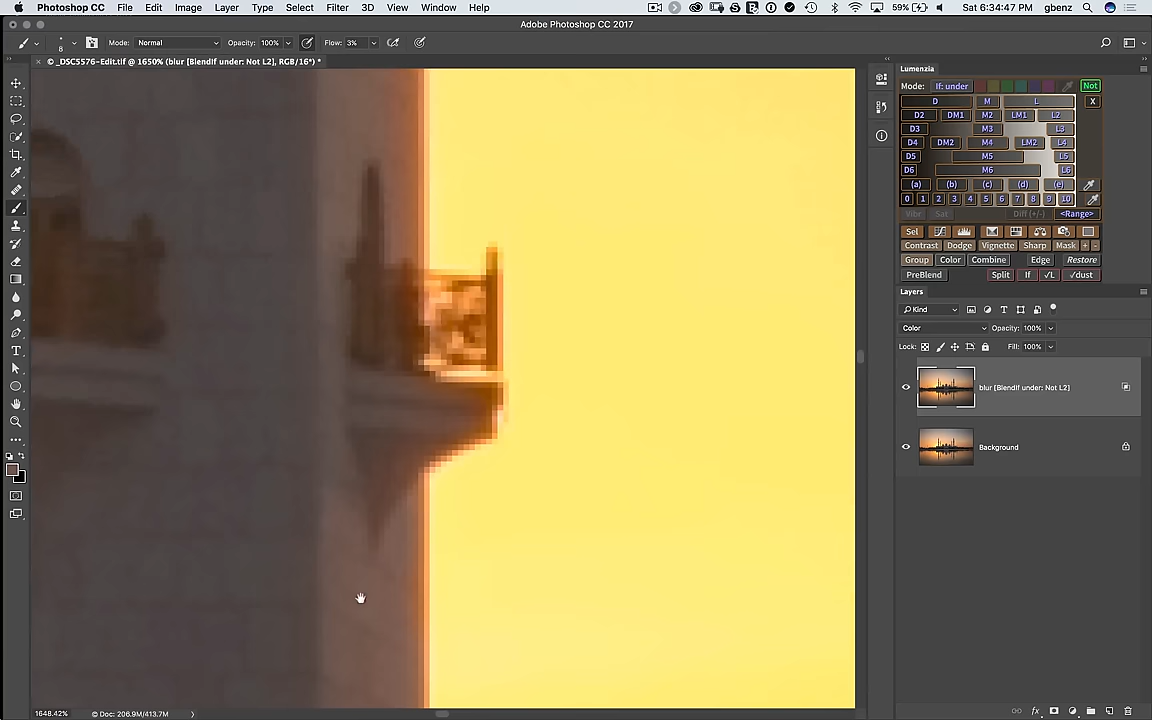 Photoshop CC File Edit Image Layer Type Select Filter 3D View Window Help 59% Sat 6:34:47 PM gbenz
Adobe Photoshop CC 2017
8 Mode: Normal Opacity: 100% Flow: 3%
© _DSC5576-Edit.tif @ 1650% (blur [BlendIf under: Not L2], RGB/16*) *
Lumenzia
Mode: If: under Not
D M L X
D2 DM1 M2 LM1 L2
D3 M3 L3
D4 DM2 M4 LM2 L4
D5 M5 L5
D6 M6 L6
(a) (b) (c) (d) (e)
0 1 2 3 4 5 6 7 8 9 10
Vibr Sat Diff (+/-) <Range>
Sel
Contrast Dodge Vignette Sharp Mask + -
Group Color Combine Edge Restore
PreBlend Split If √L √dust
Layers
Kind
Color Opacity: 100%
Lock: Fill: 100%
blur [BlendIf under: Not L2]
Background
1648.42% © Doc: 206.9M/413.7M